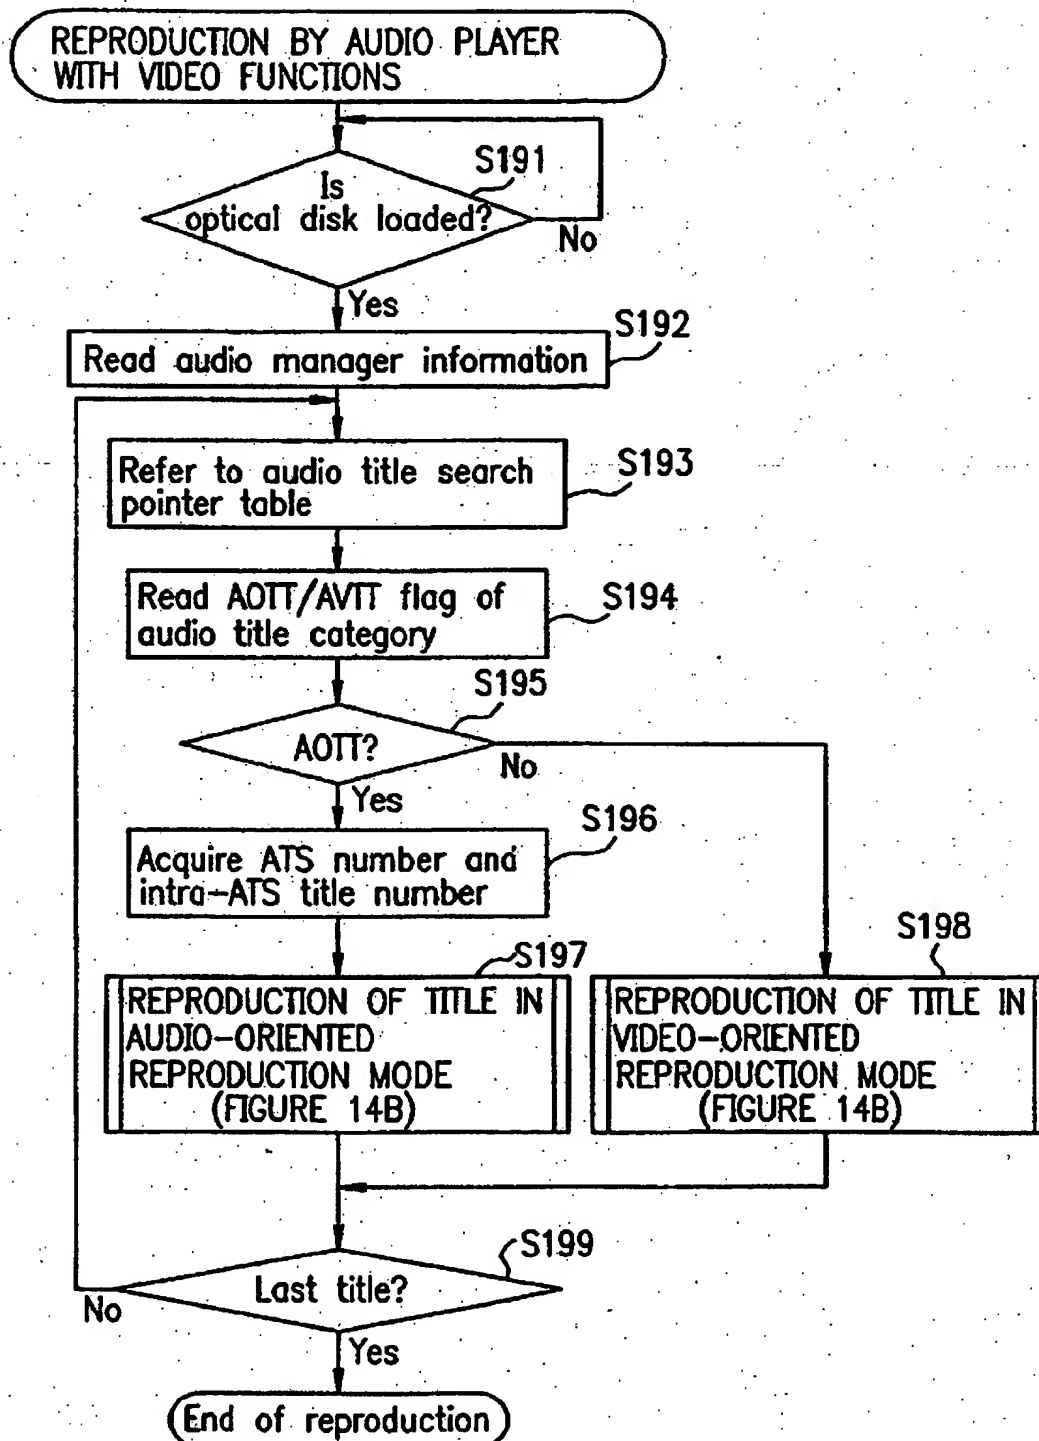 REPRODUCTION BY AUDIO PLAYER
WITH VIDEO FUNCTIONS
S191
Is
optical disk loaded?
No
Yes
S192
Read audio manager information
Refer to audio title search
pointer table
S193
Read AOTT/AVTT flag of
audio title category
S194
S195
AOTT?
No
Yes
S196
Acquire ATS number and
intra-ATS title number
S197
S198
REPRODUCTION OF TITLE IN
AUDIO-ORIENTED
REPRODUCTION MODE
(FIGURE 14B)
REPRODUCTION OF TITLE IN
VIDEO-ORIENTED
REPRODUCTION MODE
(FIGURE 14B)
S199
Last title?
No
Yes
End of reproduction